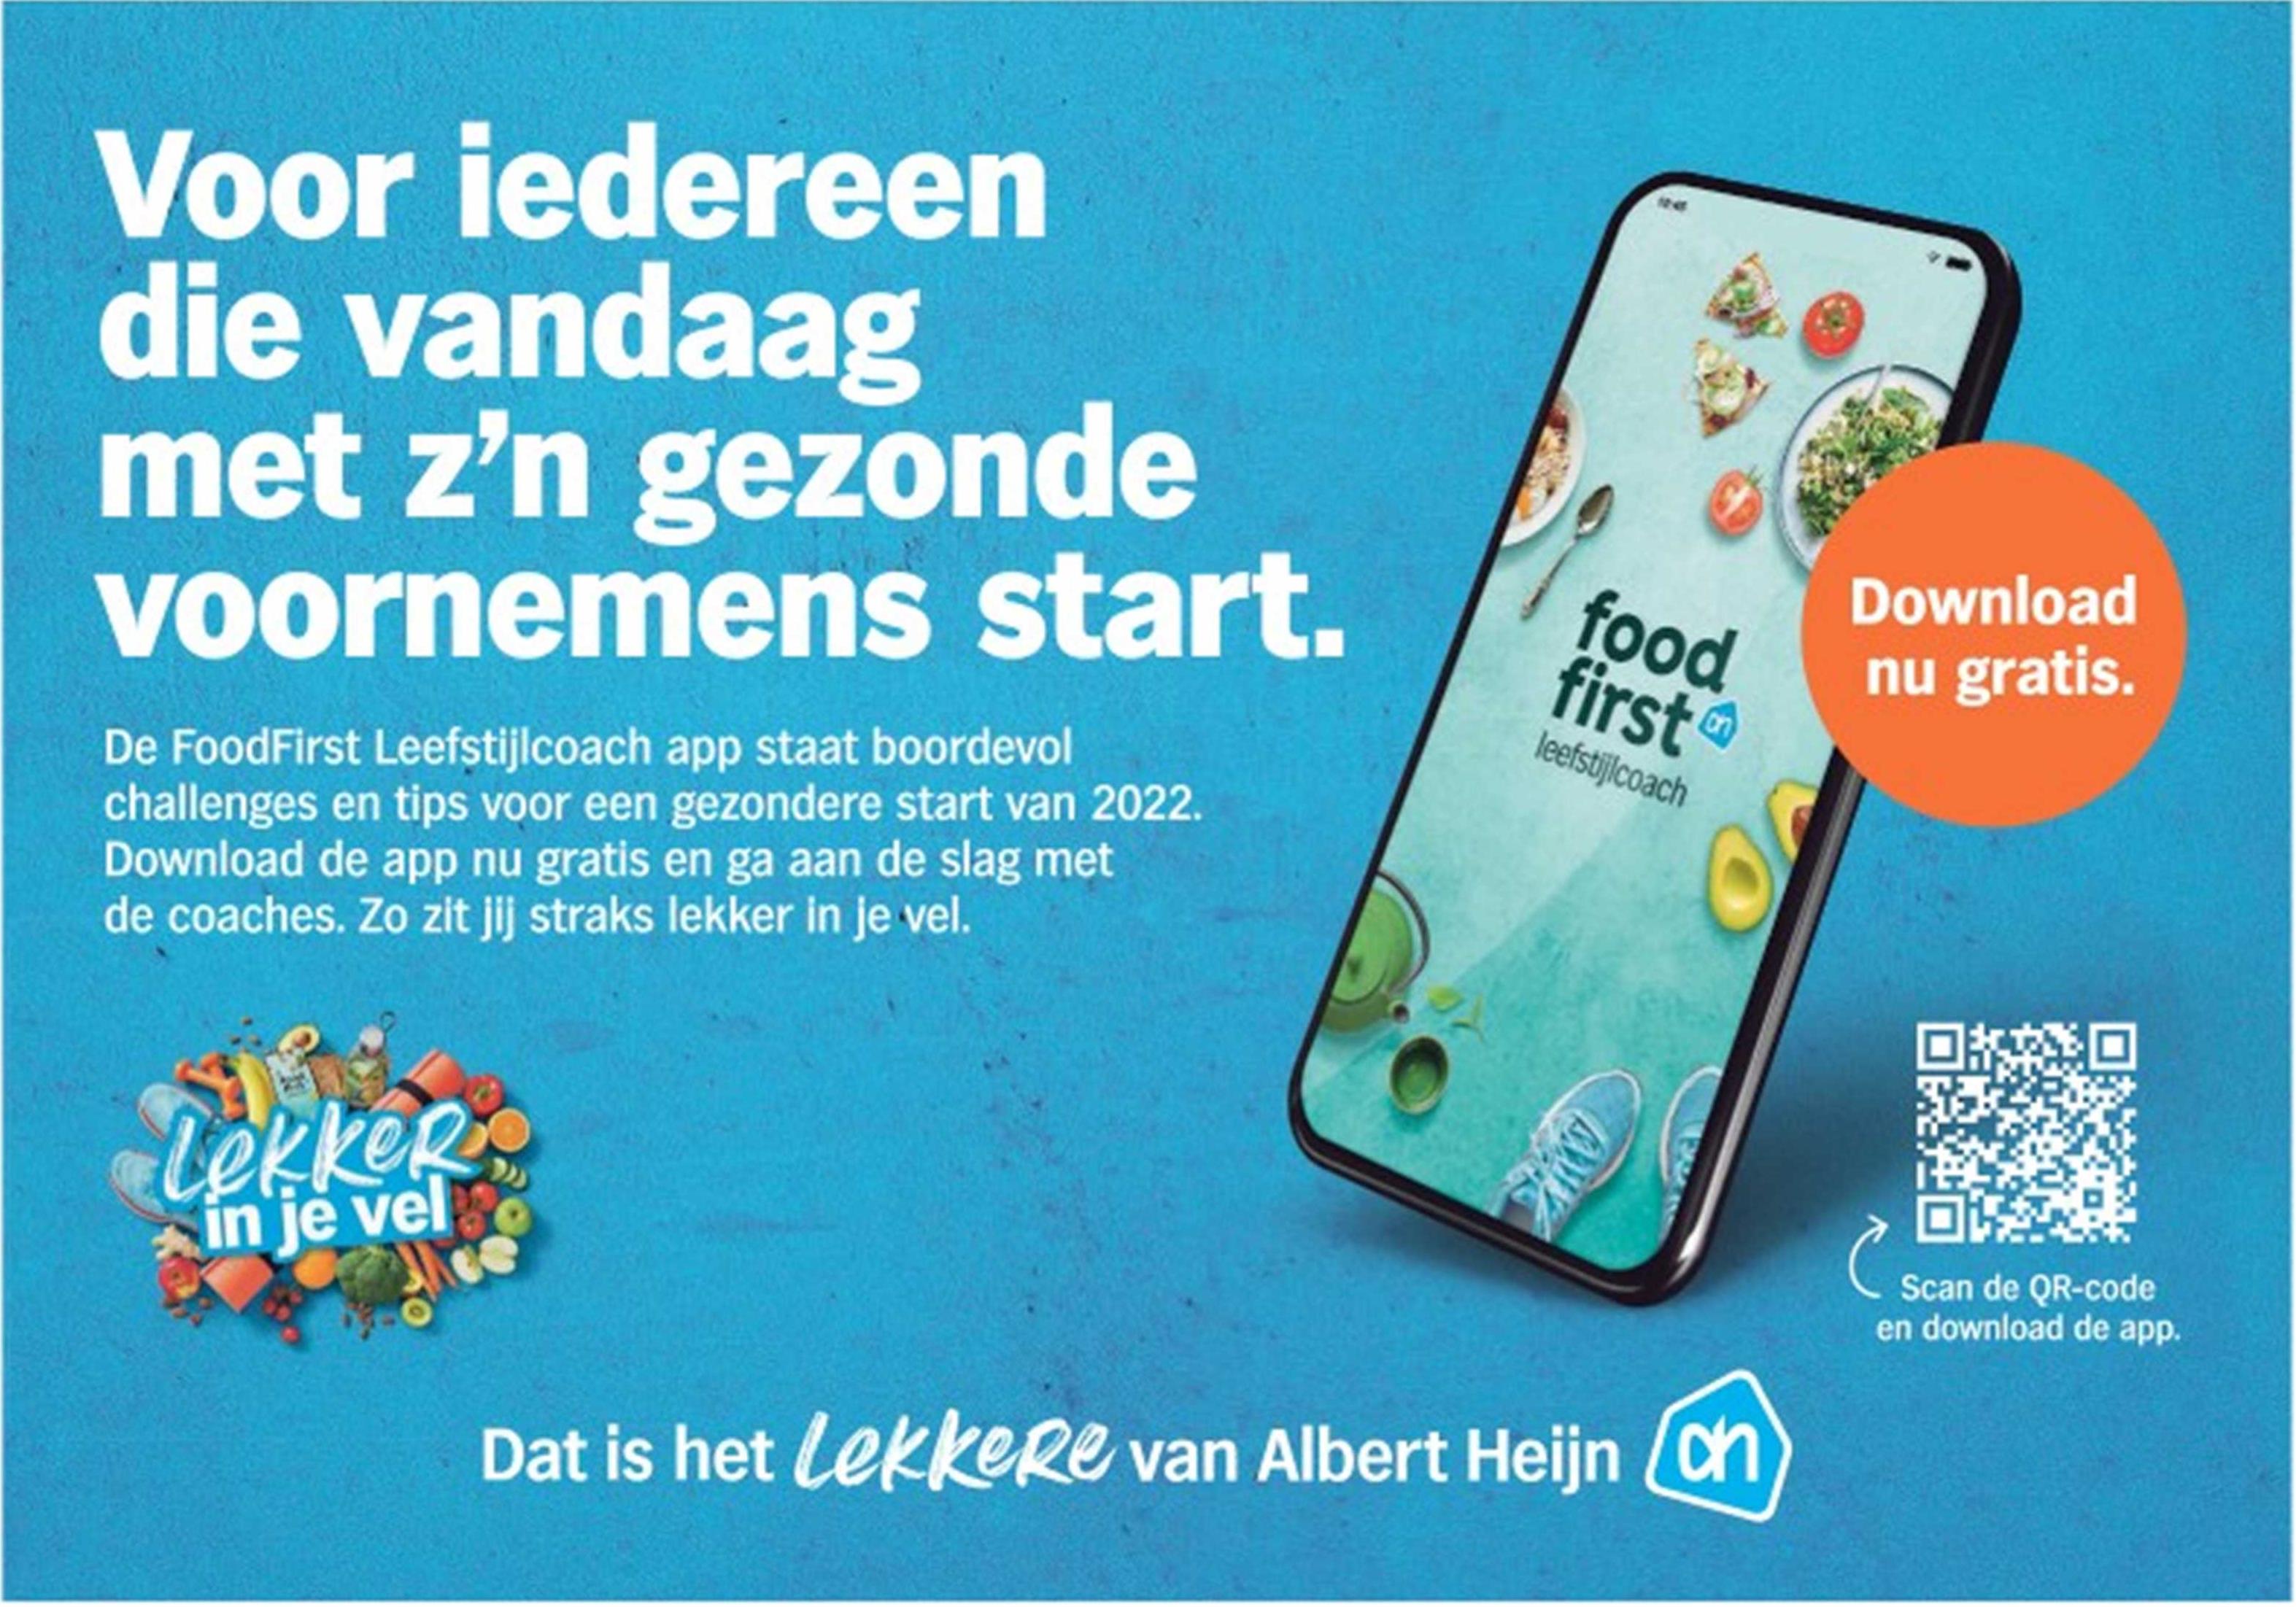 Voor iedereen
die vandaag
met z'n gezonde
voornemens start.
De FoodFirst Leefstijlcoach app staat boordevol
challenges en tips voor een gezondere start van 2022.
Download de app nu gratis en ga aan de slag met
de coaches. Zo zit jij straks lekker in je vel.
food
first ah
leefstijlcoach
Download
nu gratis.
Lekker
in je vel
Scan de QR-code
en download de app.
Dat is het Lekkere van Albert Heijn ah